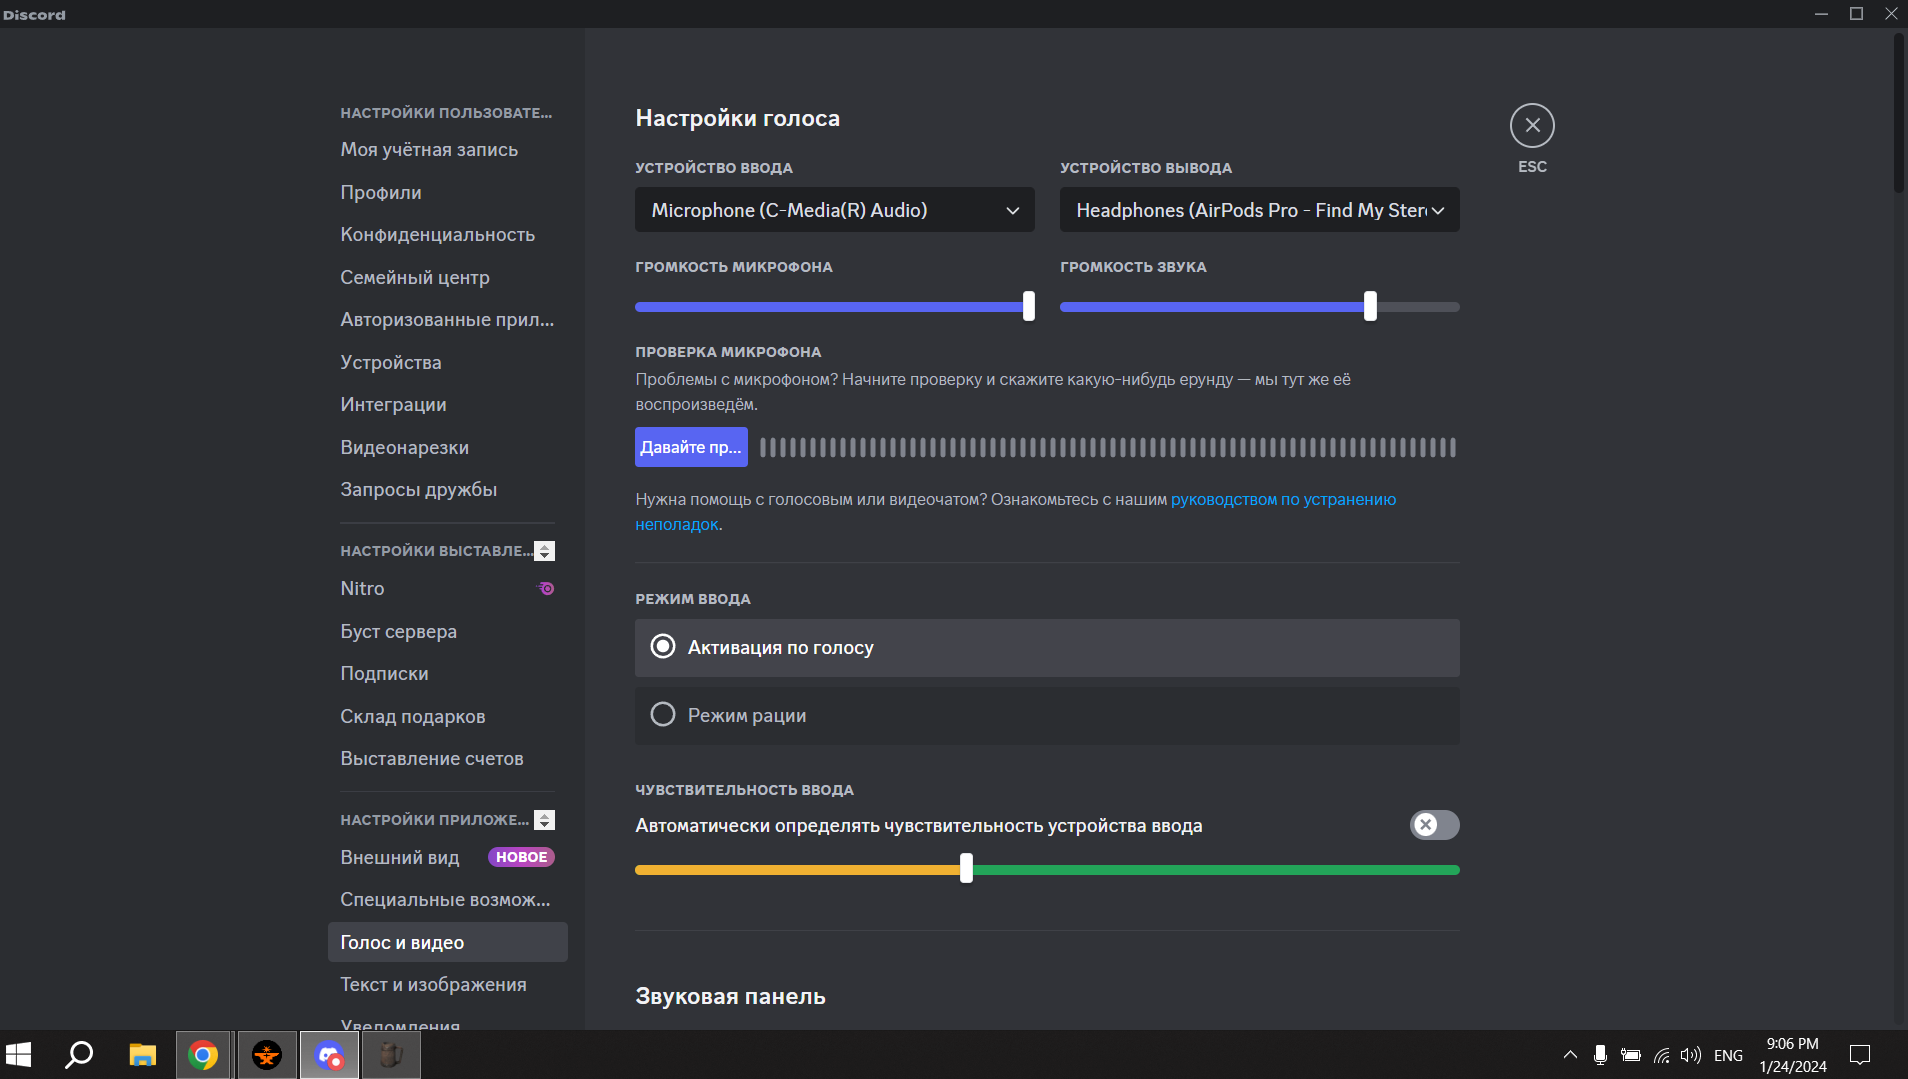 Discord
НАСТРОЙКИ ПОЛЬЗОВАТЕ...
Моя учётная запись
Профили
Конфиденциальность
Семейный центр
Авторизованные прил...
Устройства
Интеграции
Видеонарезки
Запросы дружбы
НАСТРОЙКИ ВЫСТАВЛЕ...
Nitro
Буст сервера
Подписки
Склад подарков
Выставление счетов
НАСТРОЙКИ ПРИЛОЖЕ...
Внешний вид НОВОЕ
Специальные возмож...
Голос и видео
Текст и изображения
Уведомления
Настройки голоса
УСТРОЙСТВО ВВОДА
Microphone (C-Media(R) Audio)
УСТРОЙСТВО ВЫВОДА
Headphones (AirPods Pro - Find My Ster
ГРОМКОСТЬ МИКРОФОНА
ГРОМКОСТЬ ЗВУКА
ПРОВЕРКА МИКРОФОНА
Проблемы с микрофоном? Начните проверку и скажите какую-нибудь ерунду — мы тут же её
воспроизведём.
Давайте пр...
Нужна помощь с голосовым или видеочатом? Ознакомьтесь с нашим руководством по устранению
неполадок.
РЕЖИМ ВВОДА
Активация по голосу
Режим рации
ЧУВСТВИТЕЛЬНОСТЬ ВВОДА
Автоматически определять чувствительность устройства ввода
Звуковая панель
ESC
ENG
9:06 PM
1/24/2024